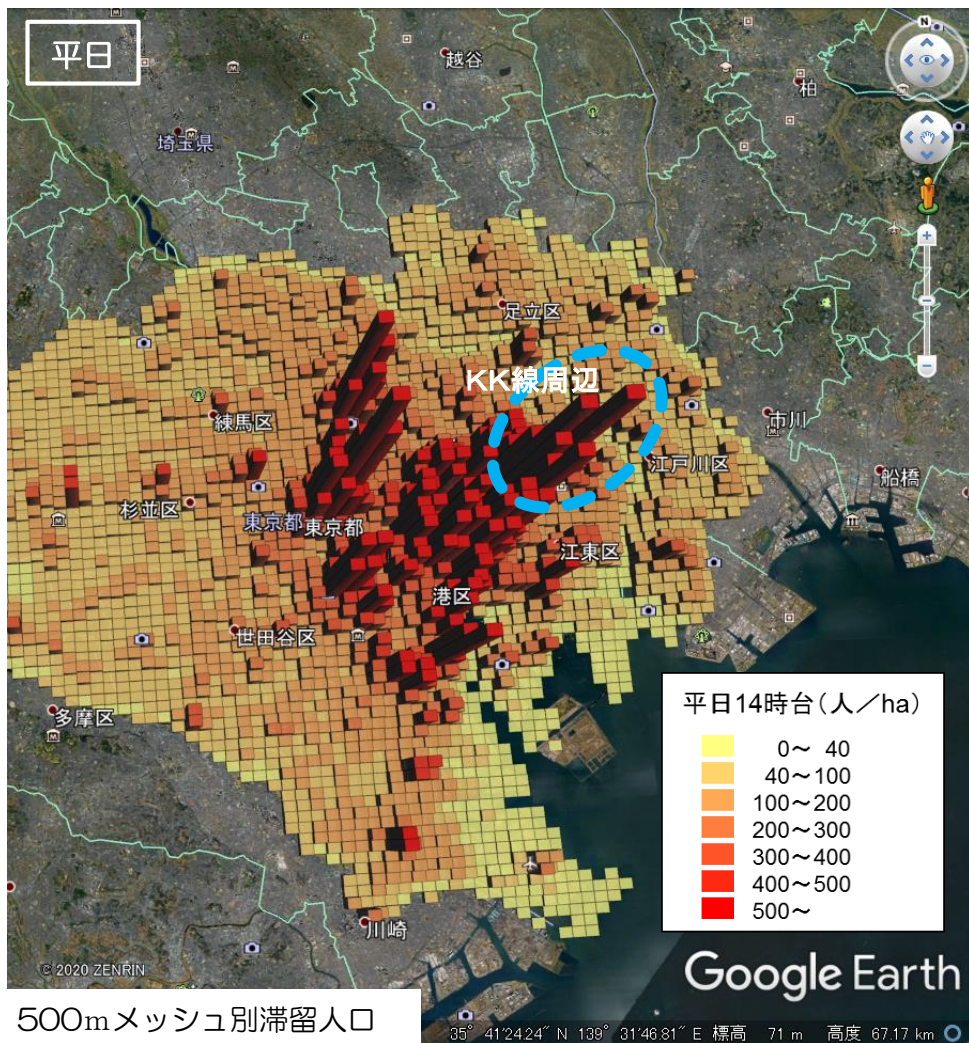 平日
N
越谷
柏
埼玉県
足立区
KK線周辺
練馬区
市川
江戸川区
船橋
杉並区
東京都
東京都
江東区
港区
世田谷区
多摩区
平日14時台(人/ha)
0～ 40
40～100
100～200
200～300
300～400
400～500
500～
川崎
© 2020 ZENRIN
Google Earth
500mメッシュ別滞留人口
35° 41'24.24" N 139° 31'46.81" E 標高 71 m 高度 67.17 km